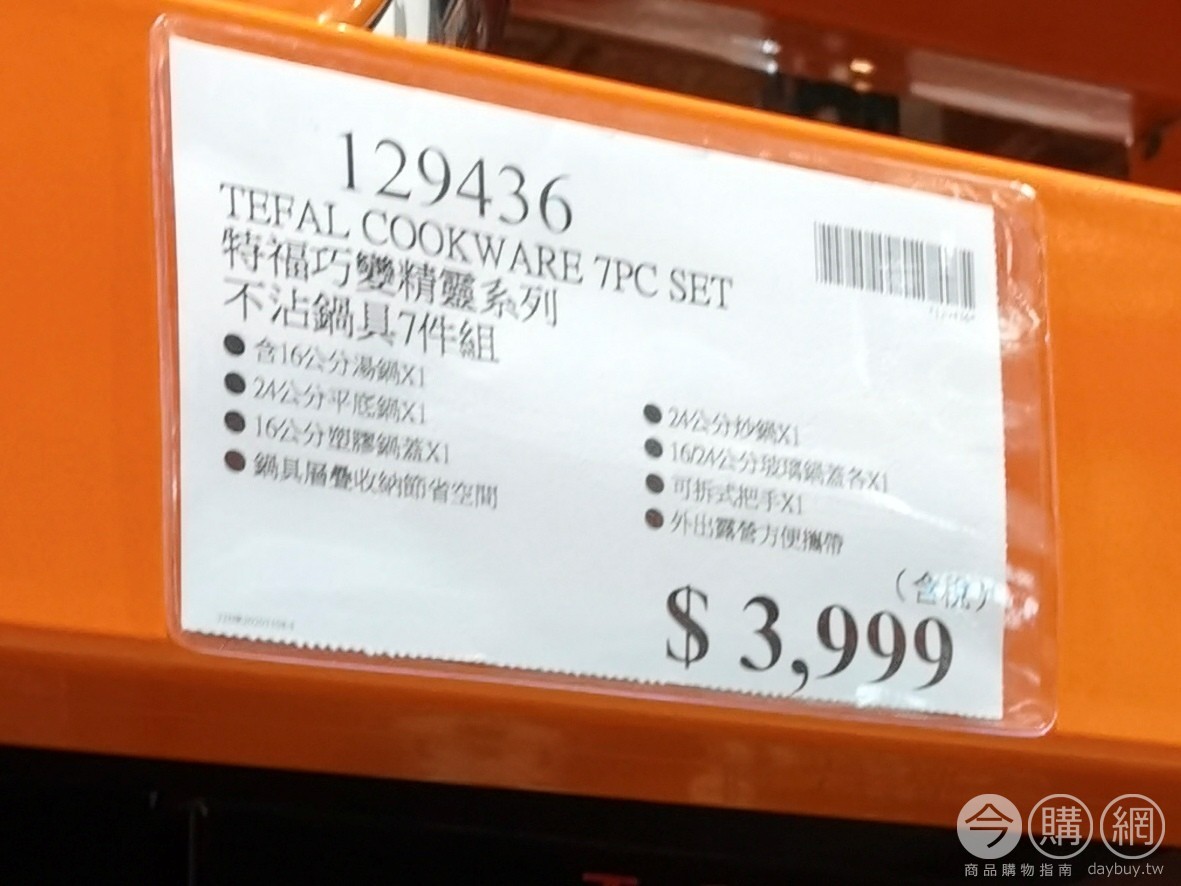 129436
TEFAL COOKWARE 7PC SET
特福巧變精靈系列
不沾鍋具7件組
●含16公分湯鍋X1
●24公分平底鍋X1
●16公分塑膠鍋蓋X1
●鍋具層疊收納節省空間
●24公分炒鍋X1
●16/24公分玻璃鍋蓋各X1
●可拆式把手X1
●外出露營方便攜帶
(含稅)
$ 3,999
今購網
商品購物指南 daybuy.tw